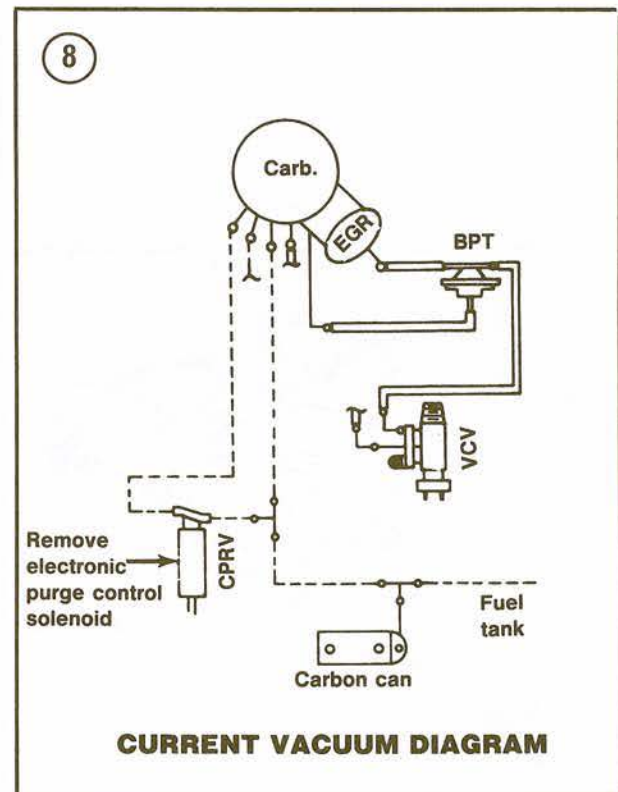 8
Carb.
EGR
BPT
VCV
CPRV
Remove
electronic
purge control
solenoid
Fuel
tank
Carbon can
CURRENT VACUUM DIAGRAM